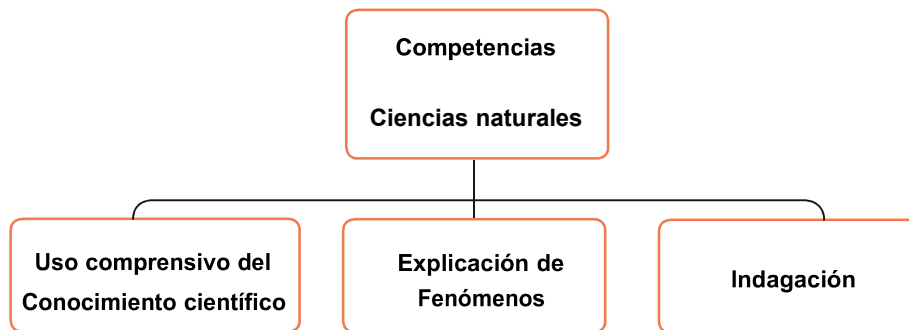 Competencias
Ciencias naturales
Uso comprensivo del
Conocimiento científico
Explicación de
Fenómenos
Indagación